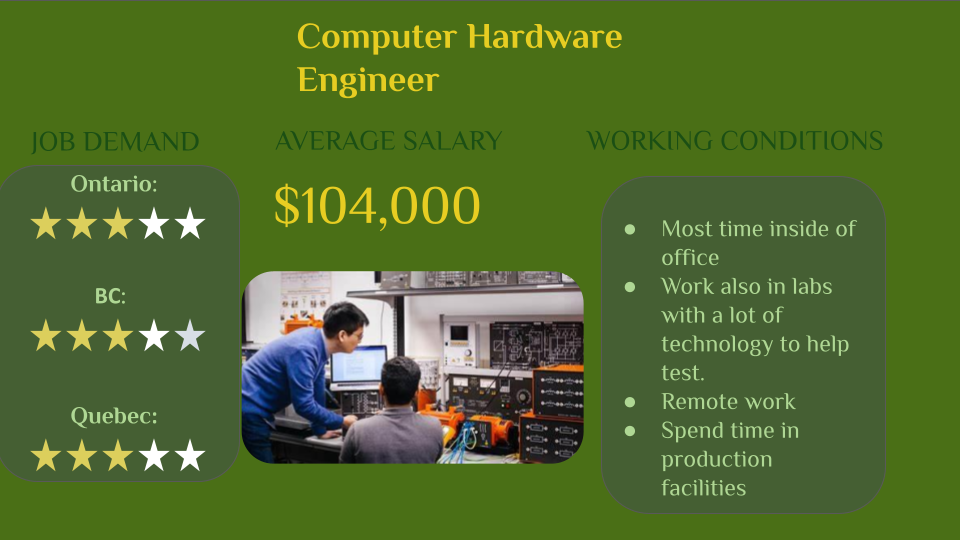 Computer Hardware
Engineer
JOB DEMAND
AVERAGE SALARY
WORKING CONDITIONS
Ontario:
BC:
Quebec:
$104,000
● Most time inside of
office
● Work also in labs
with a lot of
technology to help
test.
● Remote work
● Spend time in
production
facilities